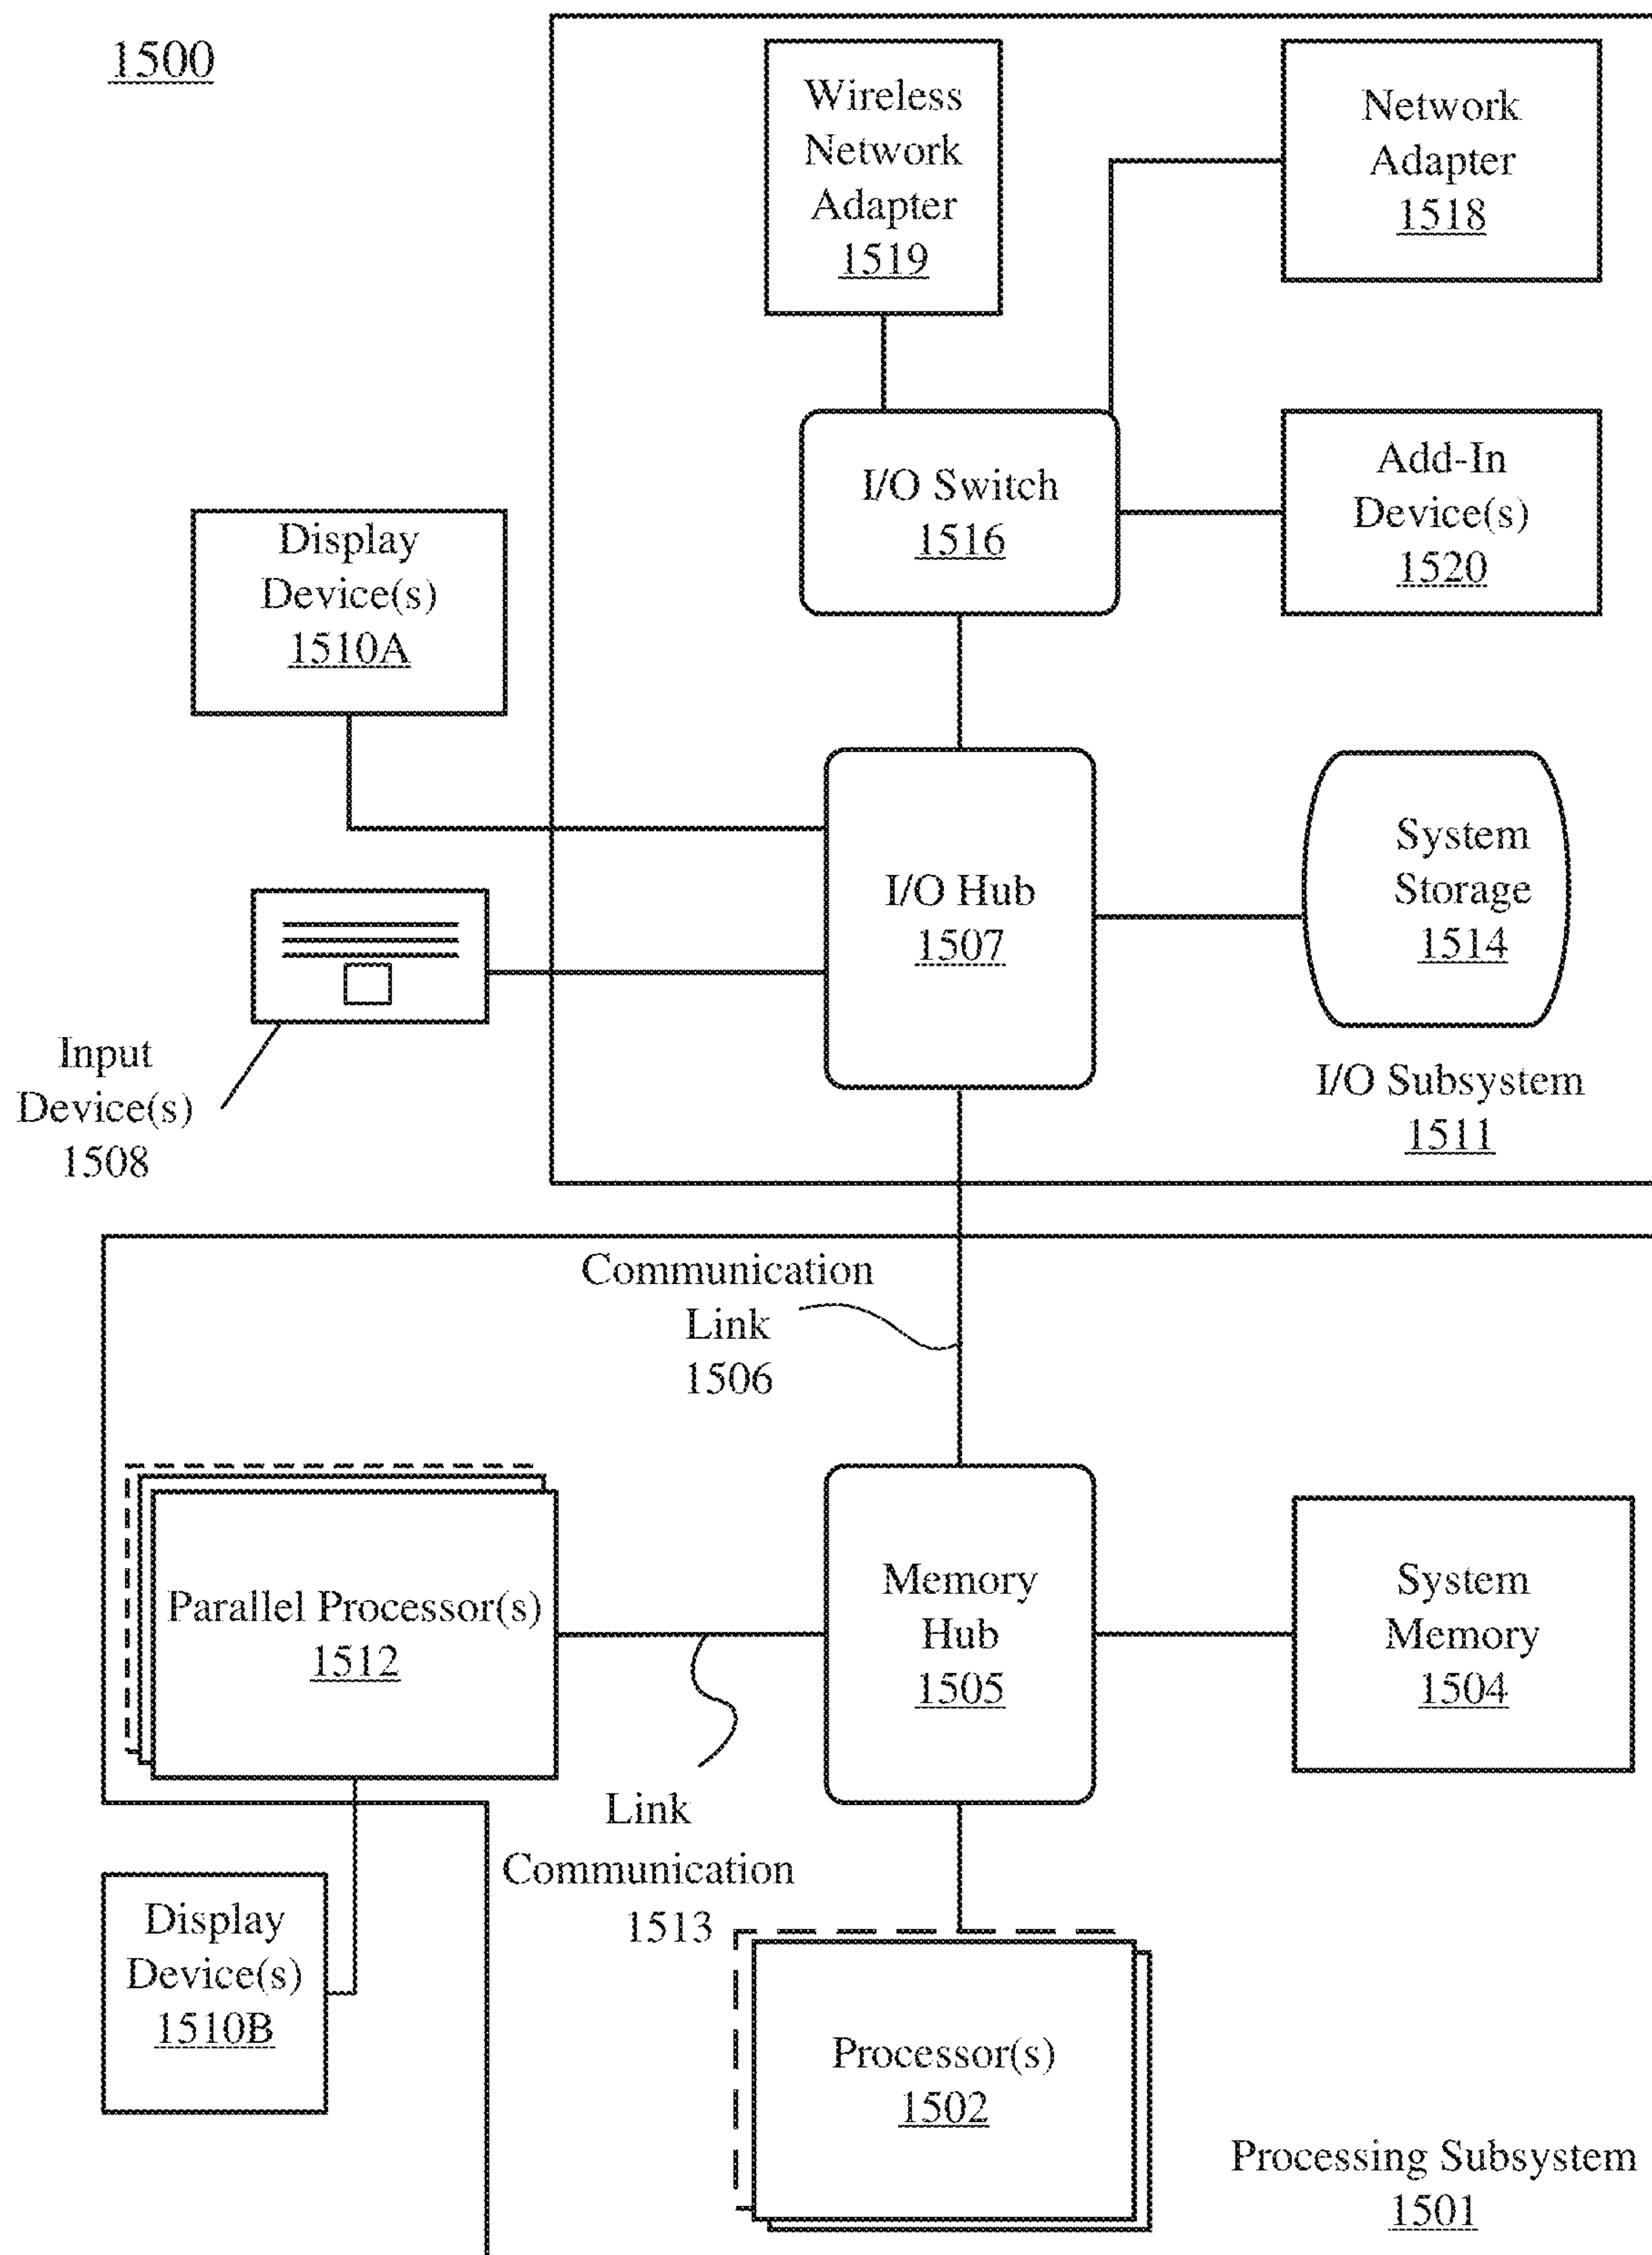 1500
Wireless
Network
Adapter
1519
Network
Adapter
1518
I/O Switch
1516
Add-In
Device(s)
1520
Display
Device(s)
1510A
I/O Hub
1507
System
Storage
1514
Input
Device(s)
1508
I/O Subsystem
1511
Communication
Link
1506
Parallel Processor(s)
1512
Memory
Hub
1505
System
Memory
1504
Link
Communication
1513
Display
Device(s)
1510B
Processor(s)
1502
Processing Subsystem
1501